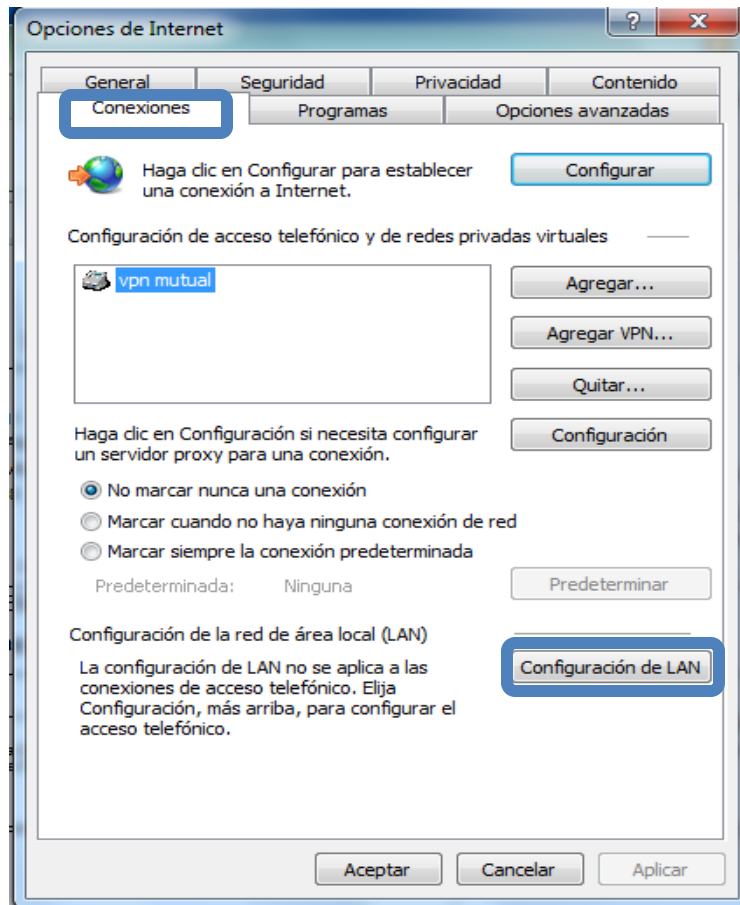 Opciones de Internet
General Seguridad Privacidad Contenido
Conexiones Programas Opciones avanzadas
Haga clic en Configurar para establecer
una conexión a Internet.
Configurar
Configuración de acceso telefónico y de redes privadas virtuales
vpn mutual
Agregar...
Agregar VPN...
Quitar...
Haga clic en Configuración si necesita configurar
un servidor proxy para una conexión.
Configuración
No marcar nunca una conexión
Marcar cuando no haya ninguna conexión de red
Marcar siempre la conexión predeterminada
Predeterminada: Ninguna
Predeterminar
Configuración de la red de área local (LAN)
La configuración de LAN no se aplica a las
conexiones de acceso telefónico. Elija
Configuración, más arriba, para configurar el
acceso telefónico.
Configuración de LAN
Aceptar Cancelar Aplicar